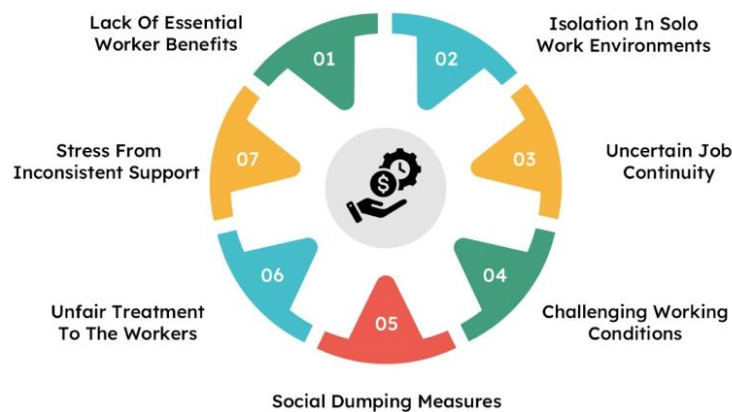 Lack Of Essential
Worker Benefits
01
02
Isolation In Solo
Work Environments
03
Uncertain Job
Continuity
04
Challenging Working
Conditions
05
Social Dumping Measures
06
Unfair Treatment
To The Workers
07
Stress From
Inconsistent Support
$